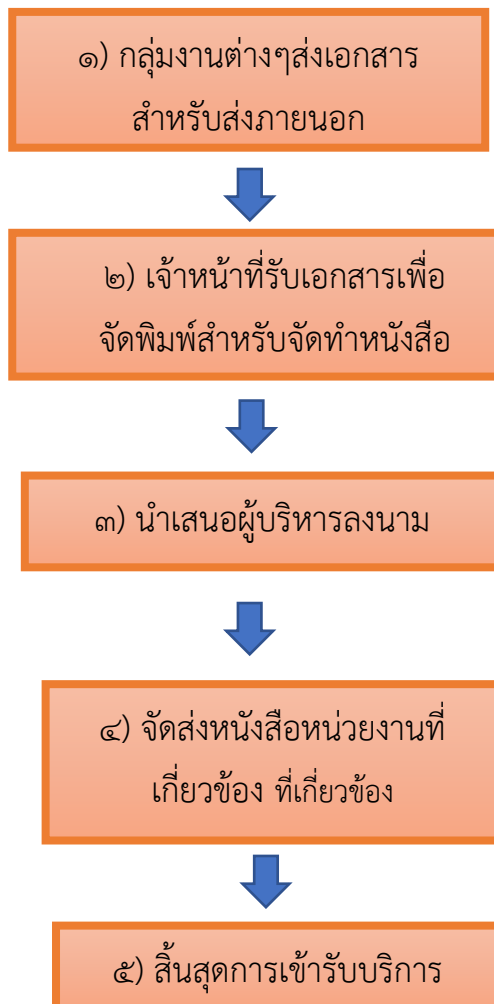 ๑) กลุ่มงานต่างๆส่งเอกสาร
สำหรับส่งภายนอก
๒) เจ้าหน้าที่รับเอกสารเพื่อ
จัดพิมพ์สำหรับจัดทำหนังสือ
๓) นำเสนอผู้บริหารลงนาม
๔) จัดส่งหนังสือหน่วยงานที่
เกี่ยวข้อง ที่เกี่ยวข้อง
๕) สิ้นสุดการเข้ารับบริการ